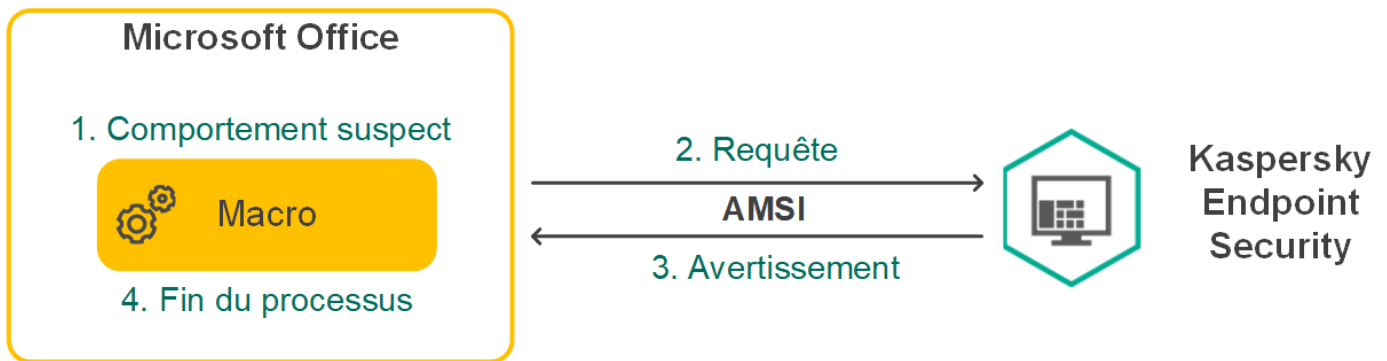 Microsoft Office
1. Comportement suspect
Macro
4. Fin du processus
2. Requête
AMSI
3. Avertissement
Kaspersky
Endpoint
Security